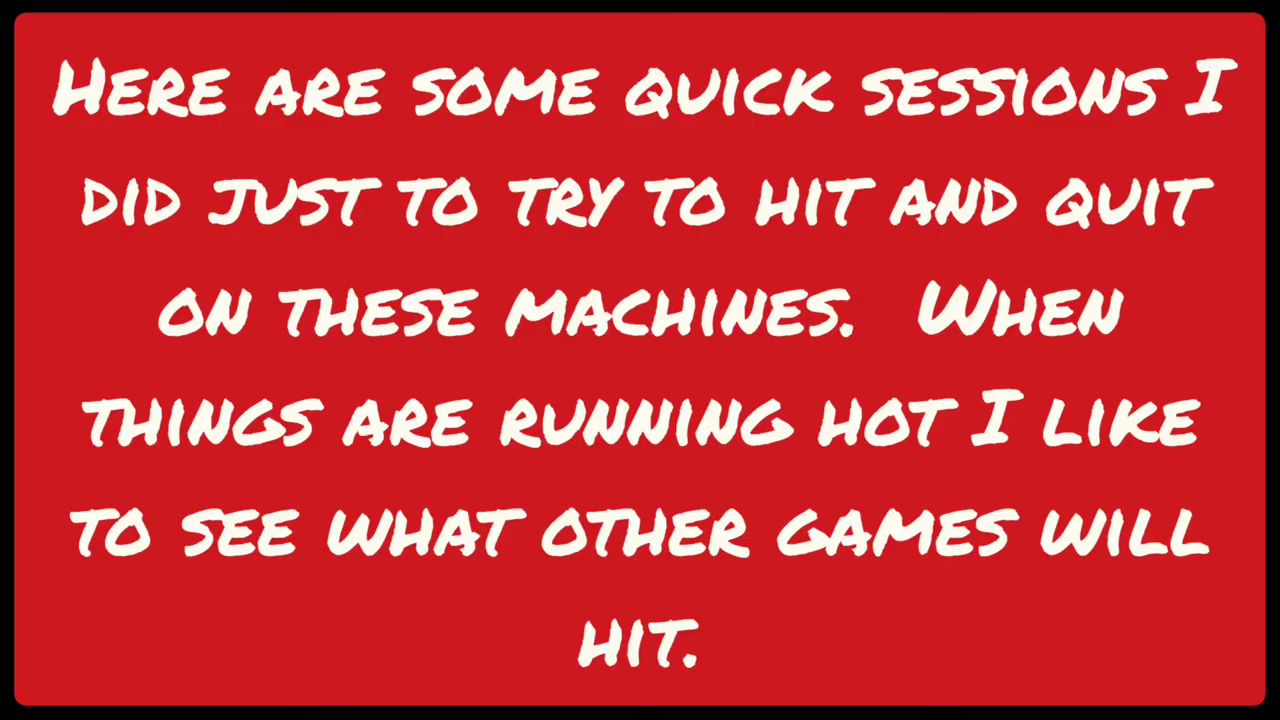 Here are some quick sessions I
did just to try to hit and quit
on these machines.  When
things are running hot I like
to see what other games will
hit.